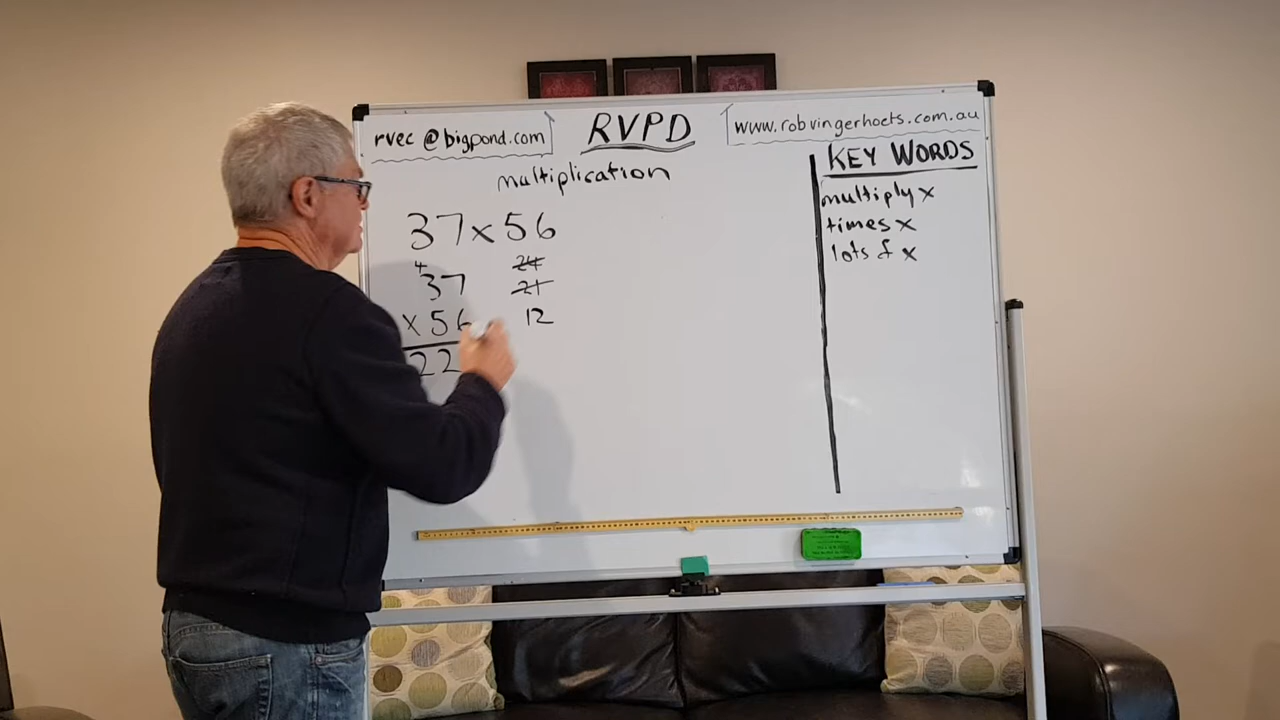 rvec @bigpond.com
RVPD
www.robvingerhoets.com.au
multiplication
37 x 56
4
37
x 56
22
24
21
12
KEY WORDS
multiply x
times x
lots of x